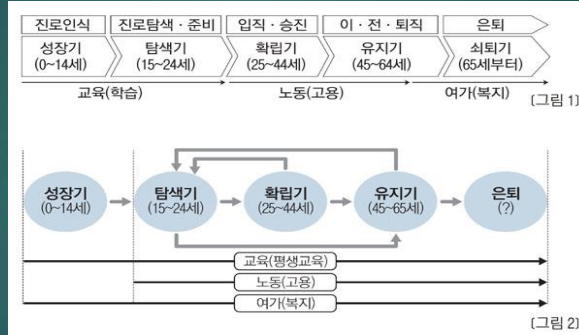 진로인식 진로탐색·준비 입직·승진 이·전·퇴직 은퇴
성장기 탐색기 확립기 유지기 쇠퇴기
(0~14세) (15~24세) (25~44세) (45~64세) (65세부터)
교육(학습) 노동(고용) 여가(복지)
[그림 1]
성장기 탐색기 확립기 유지기 은퇴
(0~14세) (15~24세) (25~44세) (45~65세) (?)
교육(평생교육)
노동(고용)
여가(복지)
[그림 2]